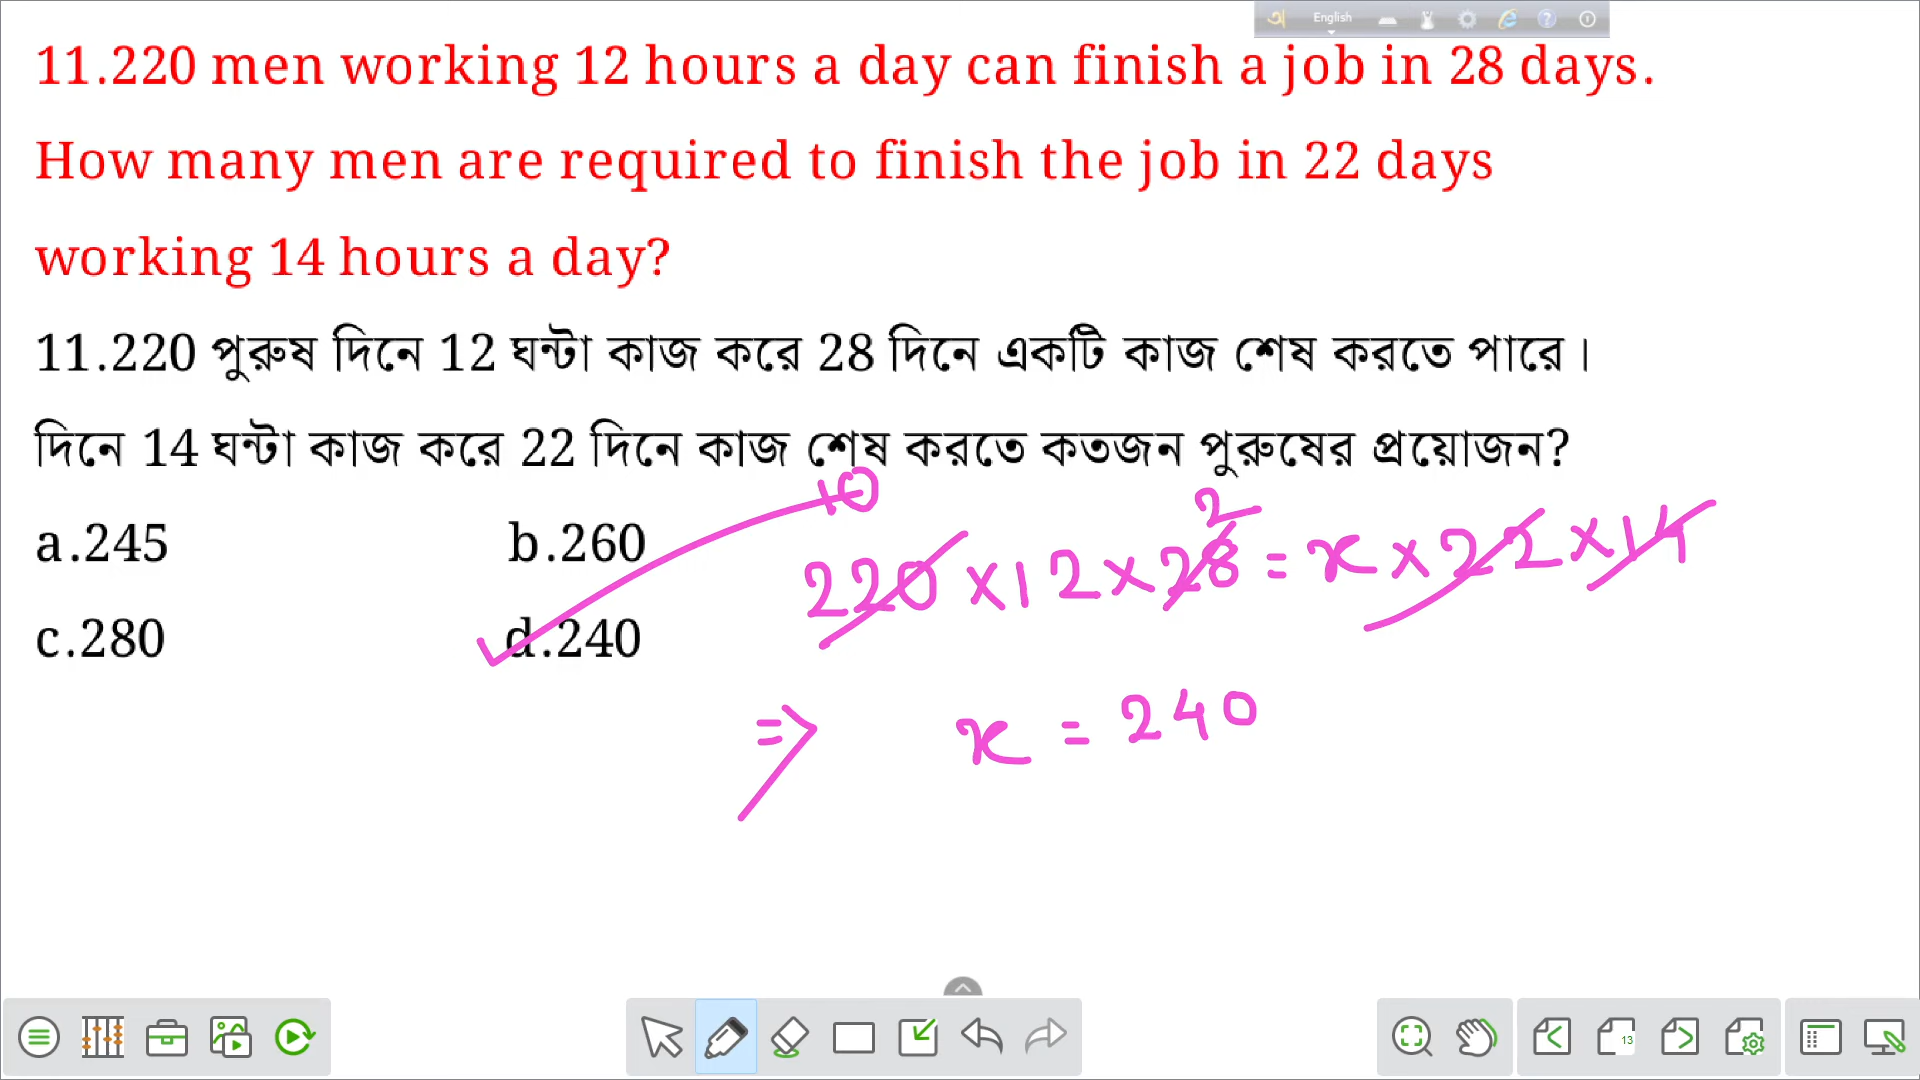 English
11.220 men working 12 hours a day can finish a job in 28 days.
How many men are required to finish the job in 22 days
working 14 hours a day?
11.220 পুরুষ দিনে 12 ঘন্টা কাজ করে 28 দিনে একটি কাজ শেষ করতে পারে।
দিনে 14 ঘন্টা কাজ করে 22 দিনে কাজ শেষ করতে কতজন পুরুষের প্রয়োজন?
a.245 b.260
c.280 d.240
10 2
220 × 12 × 28 = x × 22 × 14
⇒ x = 240
13